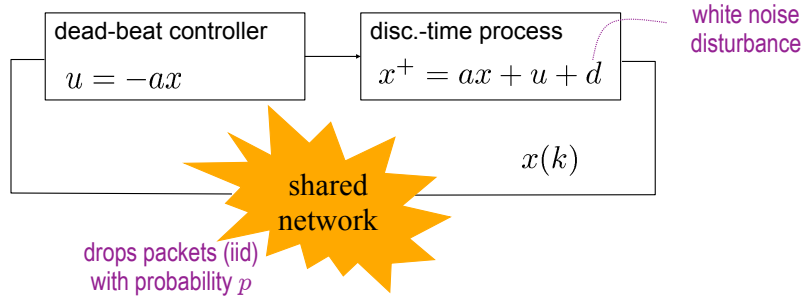 dead-beat controller
u = −ax
disc.-time process
x⁺ = ax + u + d
white noise
disturbance
x(k)
shared
network
drops packets (iid)
with probability p